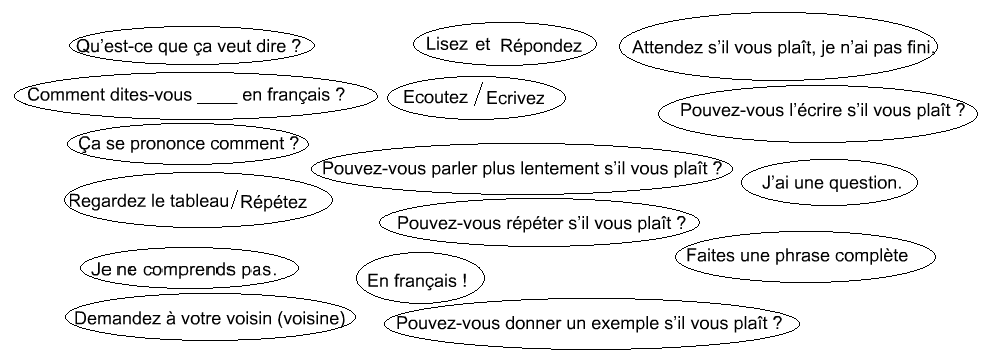 Qu'est-ce que ça veut dire ?
Lisez et Répondez
Attendez s'il vous plaît, je n'ai pas fini.
Comment dites-vous ____ en français ?
Ecoutez / Ecrivez
Pouvez-vous l'écrire s'il vous plaît ?
Ça se prononce comment ?
Pouvez-vous parler plus lentement s'il vous plaît ?
J'ai une question.
Regardez le tableau / Répétez
Pouvez-vous répéter s'il vous plaît ?
Faites une phrase complète
Je ne comprends pas.
En français !
Demandez à votre voisin (voisine)
Pouvez-vous donner un exemple s'il vous plaît ?